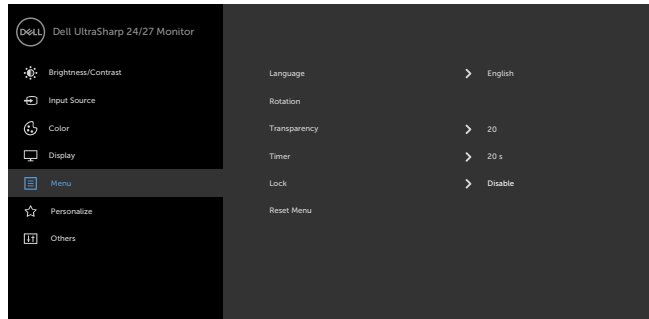 DELL Dell UltraSharp 24/27 Monitor
Brightness/Contrast
Input Source
Color
Display
Menu
Personalize
Others
Language English
Rotation
Transparency 20
Timer 20 s
Lock Disable
Reset Menu